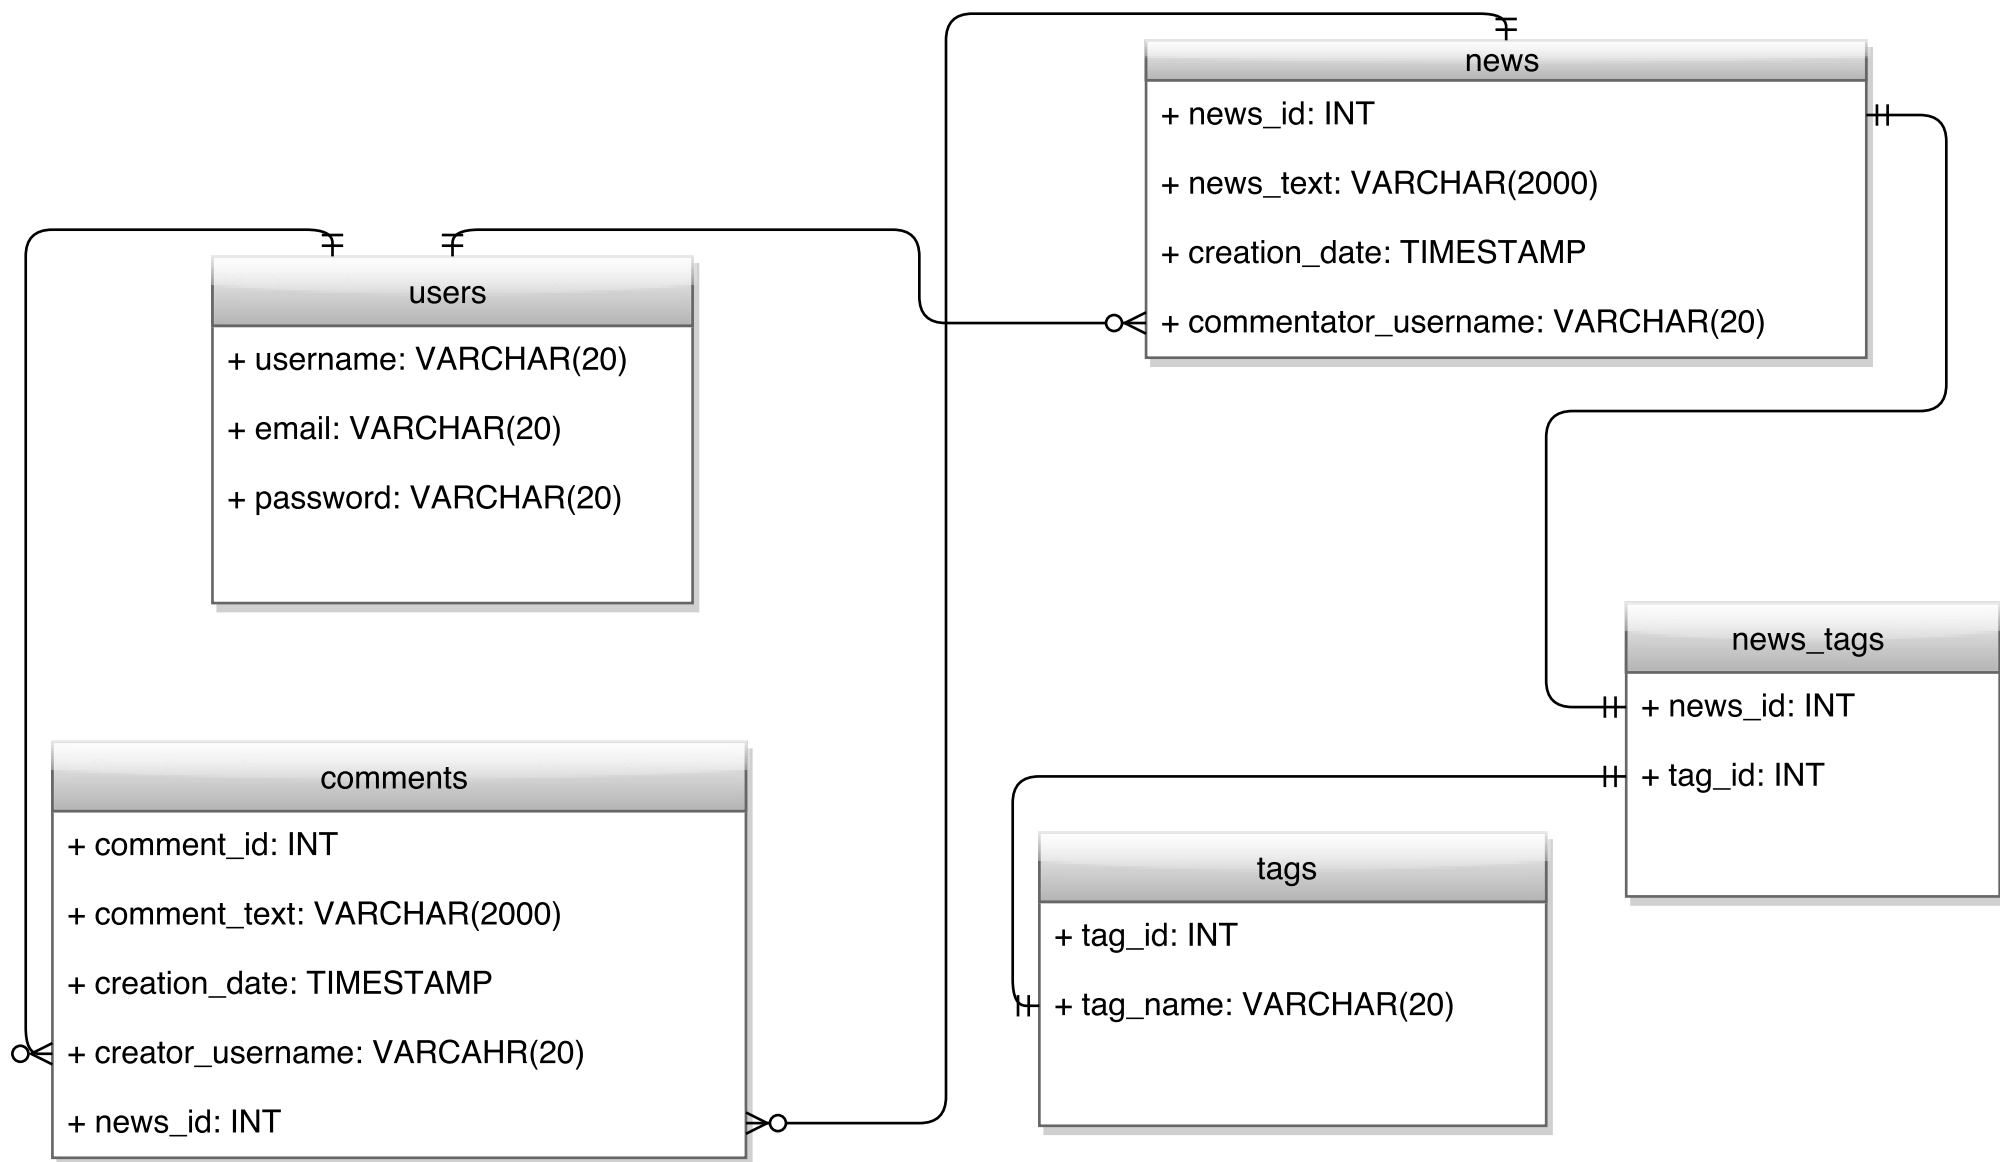 news
+ news_id: INT
+ news_text: VARCHAR(2000)
+ creation_date: TIMESTAMP
+ commentator_username: VARCHAR(20)
users
+ username: VARCHAR(20)
+ email: VARCHAR(20)
+ password: VARCHAR(20)
news_tags
+ news_id: INT
+ tag_id: INT
comments
+ comment_id: INT
+ comment_text: VARCHAR(2000)
+ creation_date: TIMESTAMP
+ creator_username: VARCAHR(20)
+ news_id: INT
tags
+ tag_id: INT
+ tag_name: VARCHAR(20)